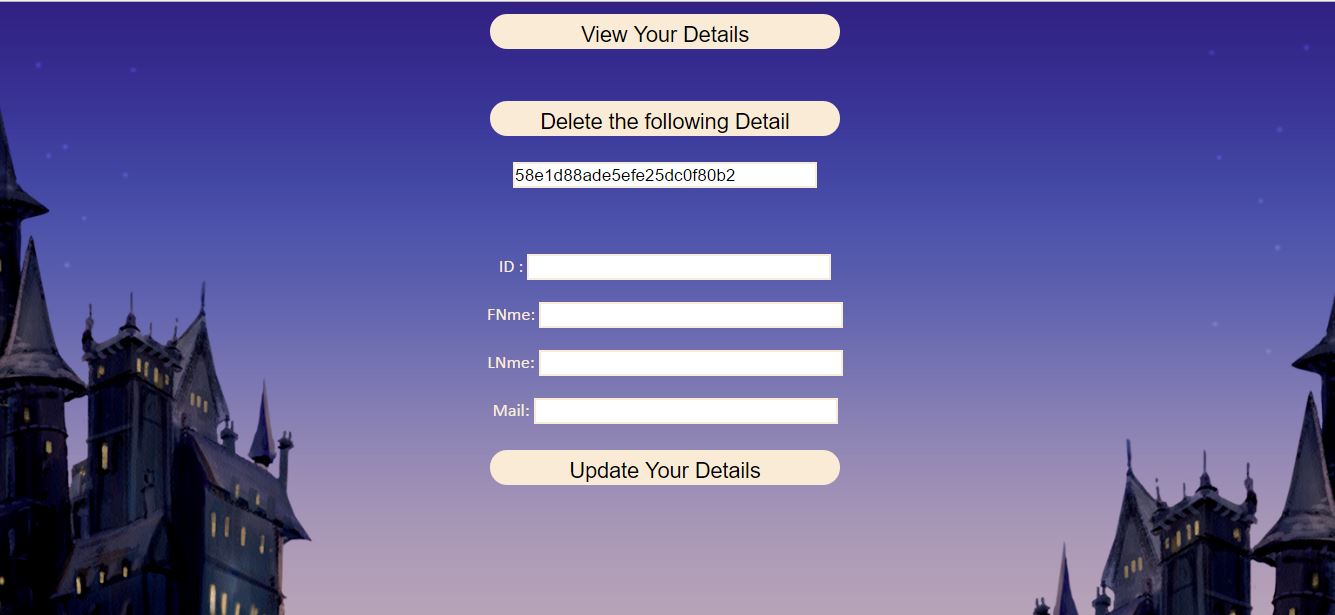 View Your Details
Delete the following Detail
58e1d88ade5efe25dc0f80b2
ID :
FNme:
LNme:
Mail:
Update Your Details